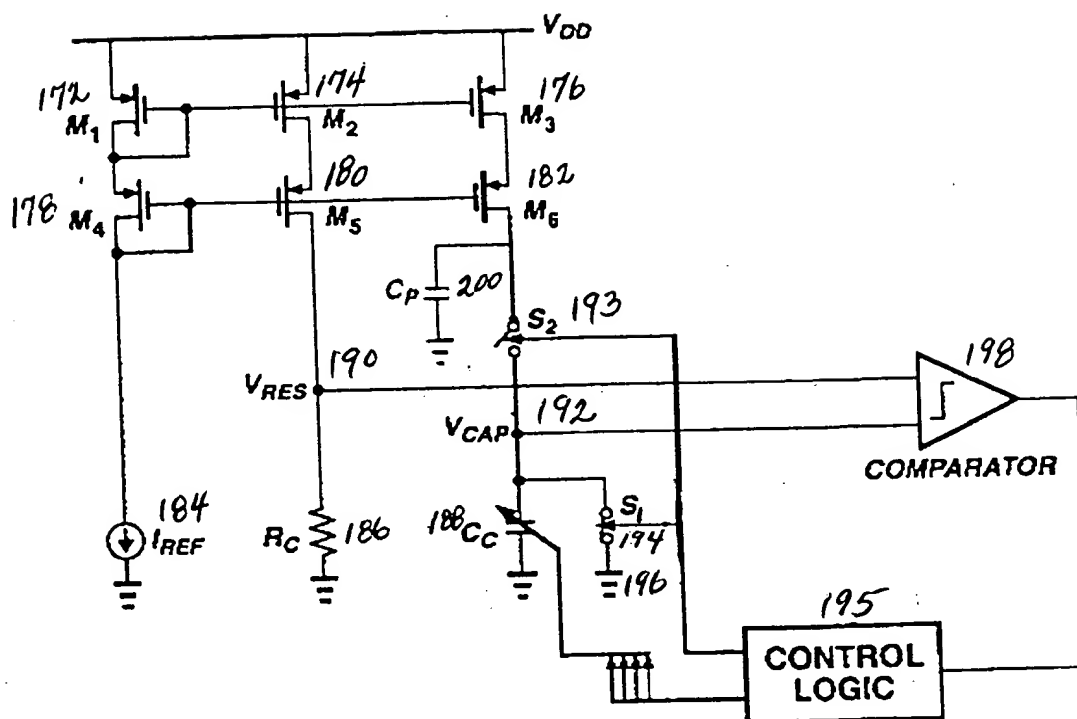 VDD
172
174
176
M1
M2
M3
180
182
178
M4
M5
M6
CP
200
S2
193
198
190
VRES
192
VCAP
COMPARATOR
184
IREF
RC
186
188
CC
S1
194
196
195
CONTROL
LOGIC